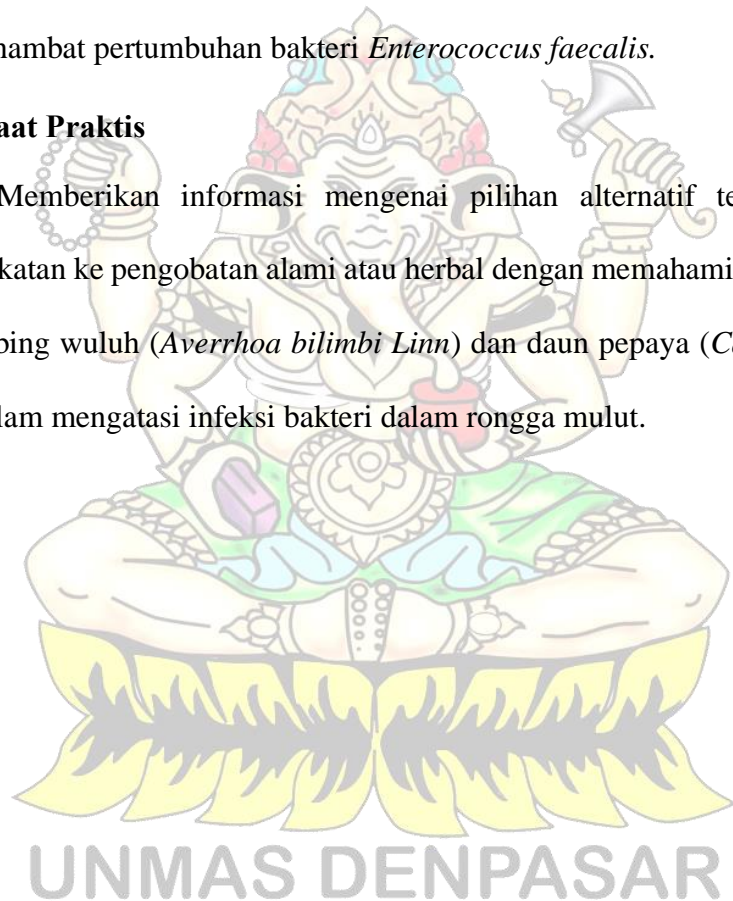 hambat pertumbuhan bakteri Enterococcus faecalis.
aat Praktis
Memberikan informasi mengenai pilihan alternatif te
katan ke pengobatan alami atau herbal dengan memahami
bing wuluh (Averrhoa bilimbi Linn) dan daun pepaya (C
lam mengatasi infeksi bakteri dalam rongga mulut.
UNMAS DENPASAR